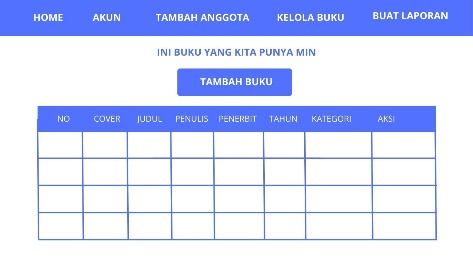 HOME AKUN TAMBAH ANGGOTA KELOLA BUKU BUAT LAPORAN
INI BUKU YANG KITA PUNYA MIN
TAMBAH BUKU
NO COVER JUDUL PENULIS PENERBIT TAHUN KATEGORI AKSI